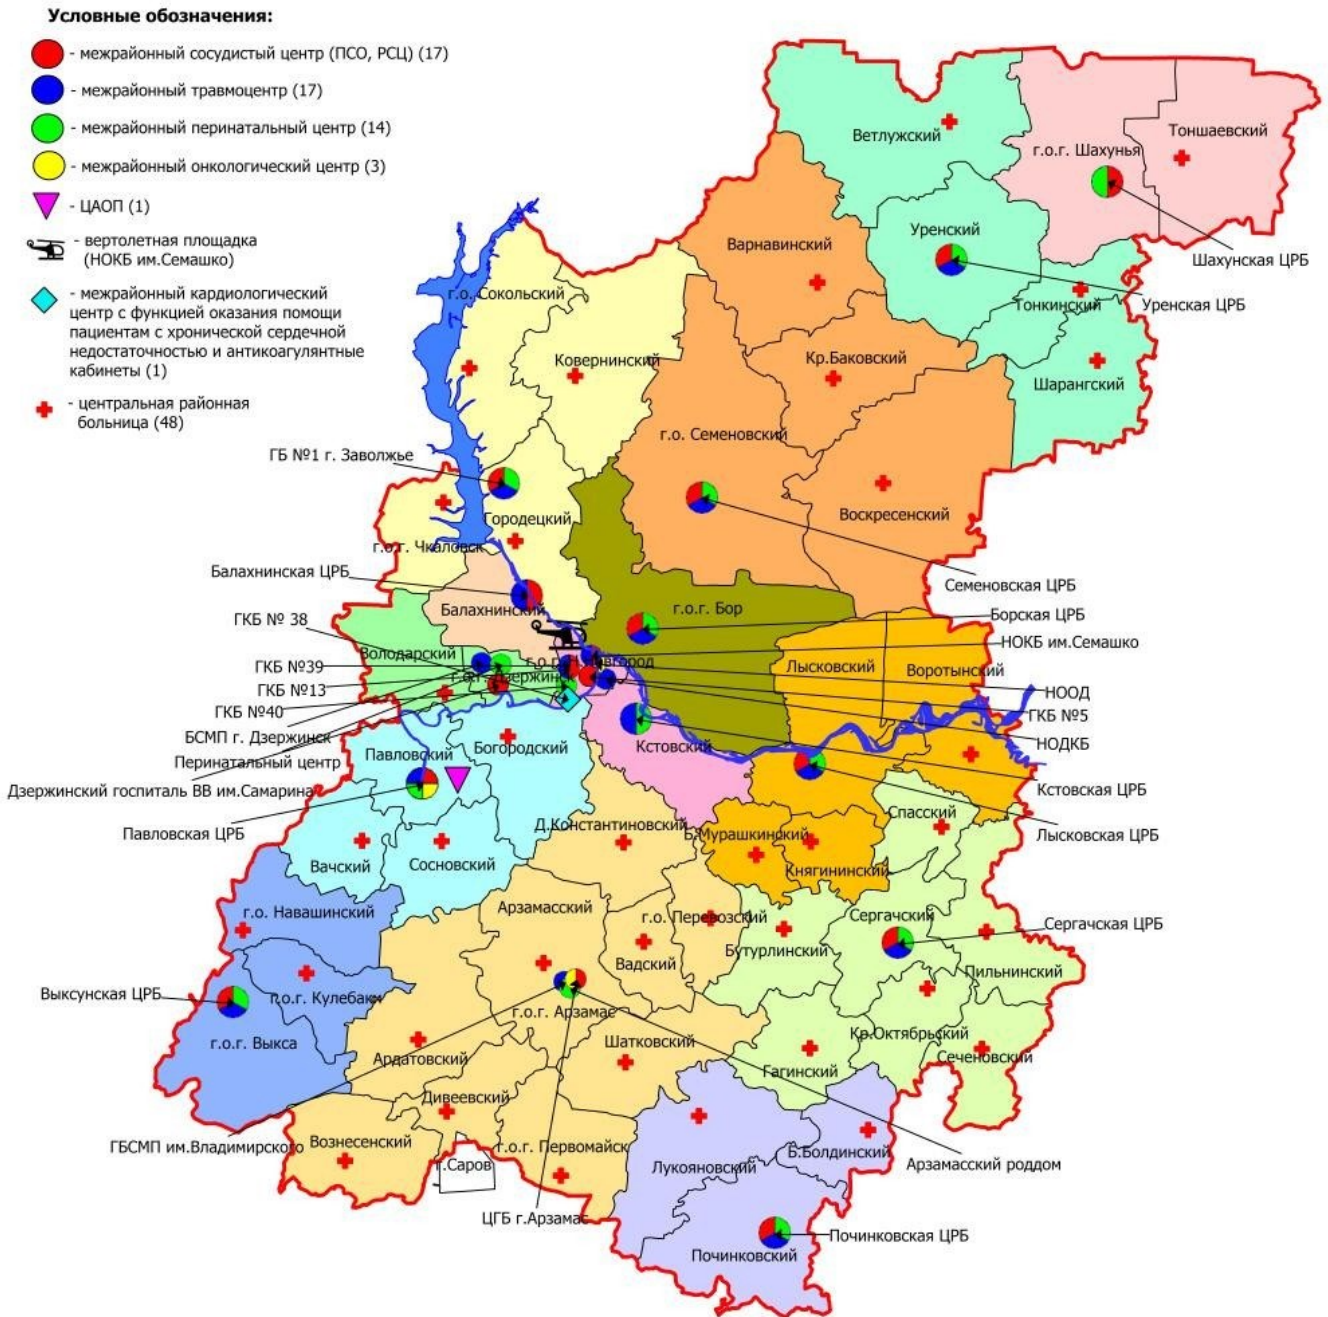 Условные обозначения:
- межрайонный сосудистый центр (ПСО, РСЦ) (17)
- межрайонный травмоцентр (17)
- межрайонный перинатальный центр (14)
- межрайонный онкологический центр (3)
- ЦАОП (1)
- вертолетная площадка
(НОКБ им.Семашко)
- межрайонный кардиологический
центр с функцией оказания помощи
пациентам с хронической сердечной
недостаточностью и антикоагулянтные
кабинеты (1)
- центральная районная
больница (48)
Ветлужский
Тоншаевский
г.о.г. Шахунья
Уренский
Варнавинский
Шахунская ЦРБ
г.о. Сокольский
Тонкинский
Уренская ЦРБ
Ковернинский
Кр.Баковский
Шарангский
г.о. Семеновский
ГБ №1 г. Заволжье
Городецкий
Воскресенский
г.о.г. Чкаловск
Балахнинская ЦРБ
Семеновская ЦРБ
Балахнинский
г.о.г. Бор
Борская ЦРБ
ГКБ № 38
НОКБ им.Семашко
Володарский
Лысковский
Воротынский
ГКБ №39
г.о.г. Дзержинск
НООД
ГКБ №13
ГКБ №40
ГКБ №5
БСМП г. Дзержинск
НОДКБ
Богородский
Кстовский
Павловский
Перинатальный центр
Дзержинский госпиталь ВВ им.Самарина
Кстовская ЦРБ
Спасский
Павловская ЦРБ
Д.Константиновский
Б.Мурашкинский
Лысковская ЦРБ
Вачский
Сосновский
Княгининский
г.о. Навашинский
Арзамасский
г.о. Перевозский
Сергачский
Сергачская ЦРБ
Бутурлинский
Вадский
Пильнинский
Выксунская ЦРБ
г.о.г. Кулебаки
г.о.г. Арзамас
г.о.г. Выкса
Шатковский
Кр.Октябрьский
Ардатовский
Сеченовский
Гагинский
Дивеевский
ГБСМП им.Владимирского
Вознесенский
г.о.г. Первомайск
Б.Болдинский
г.Саров
Лукояновский
Арзамасский роддом
ЦГБ г.Арзамас
Починковская ЦРБ
Починковский